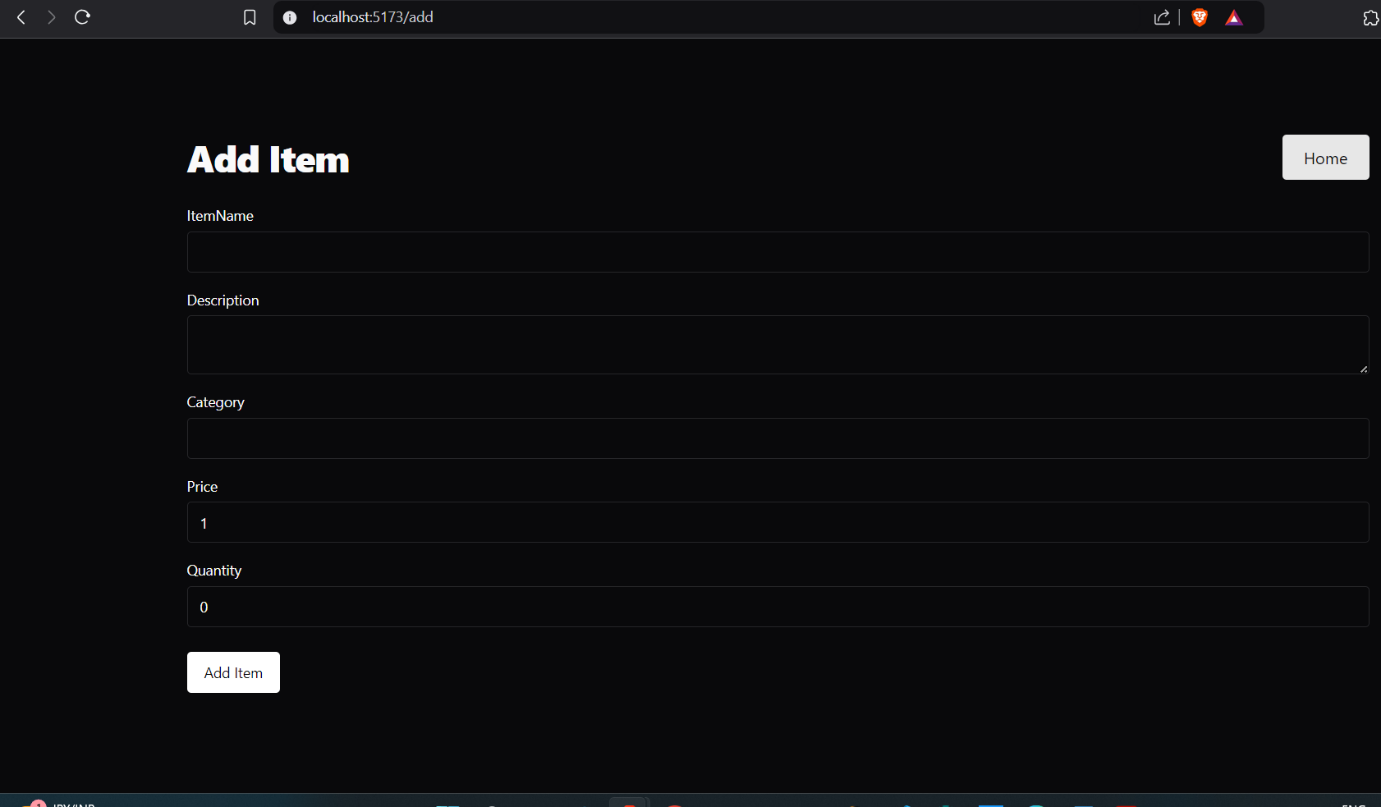 localhost:5173/add
Add Item
Home
ItemName
Description
Category
Price
1
Quantity
0
Add Item